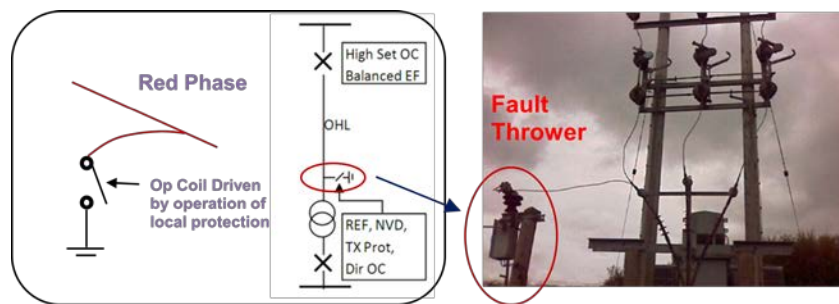 Red Phase
Op Coil Driven
by operation of
local protection
High Set OC
Balanced EF
OHL
REF, NVD,
TX Prot,
Dir OC
Fault
Thrower